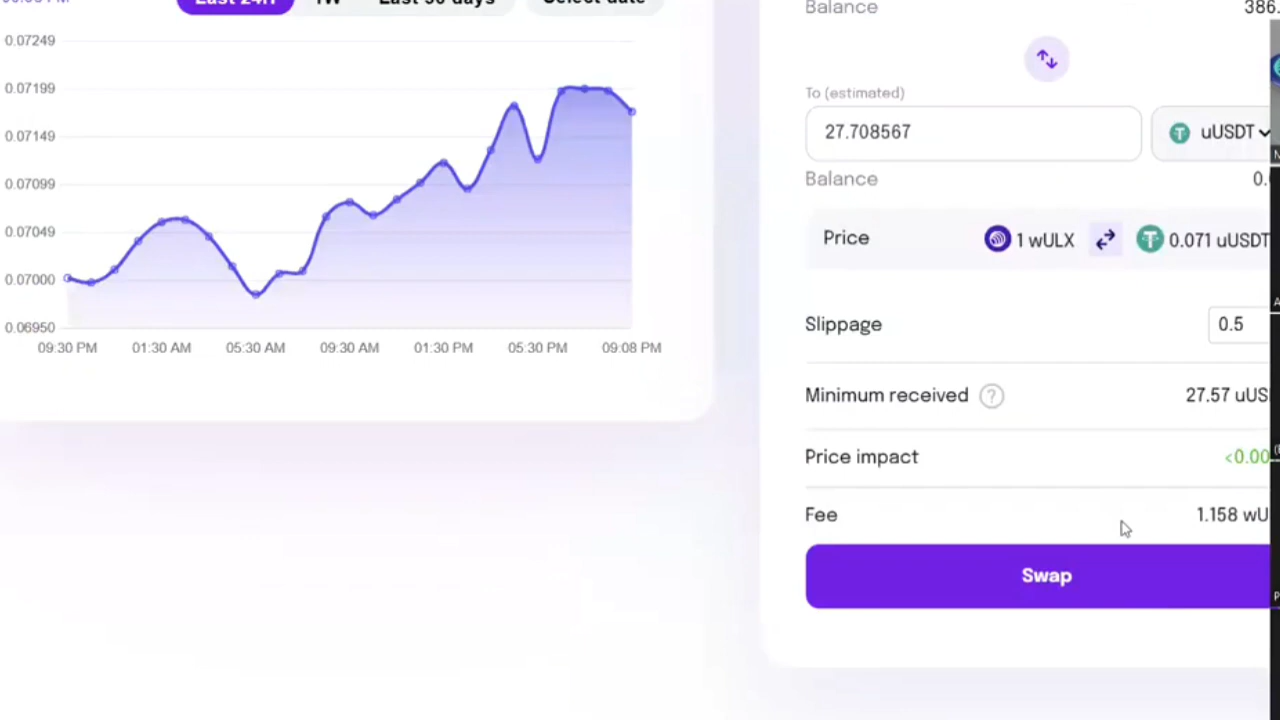 Last 24H 1W Last 30 days Select date
0.07249
0.07199
0.07149
0.07099
0.07049
0.07000
0.06950
09:30 PM 01:30 AM 05:30 AM 09:30 AM 01:30 PM 05:30 PM 09:08 PM
Balance 386.
To (estimated)
27.708567 uUSDT
Balance 0.
Price 1 wULX 0.071 uUSDT
Slippage 0.5
Minimum received ? 27.57 uUS
Price impact <0.00
Fee 1.158 wU
Swap